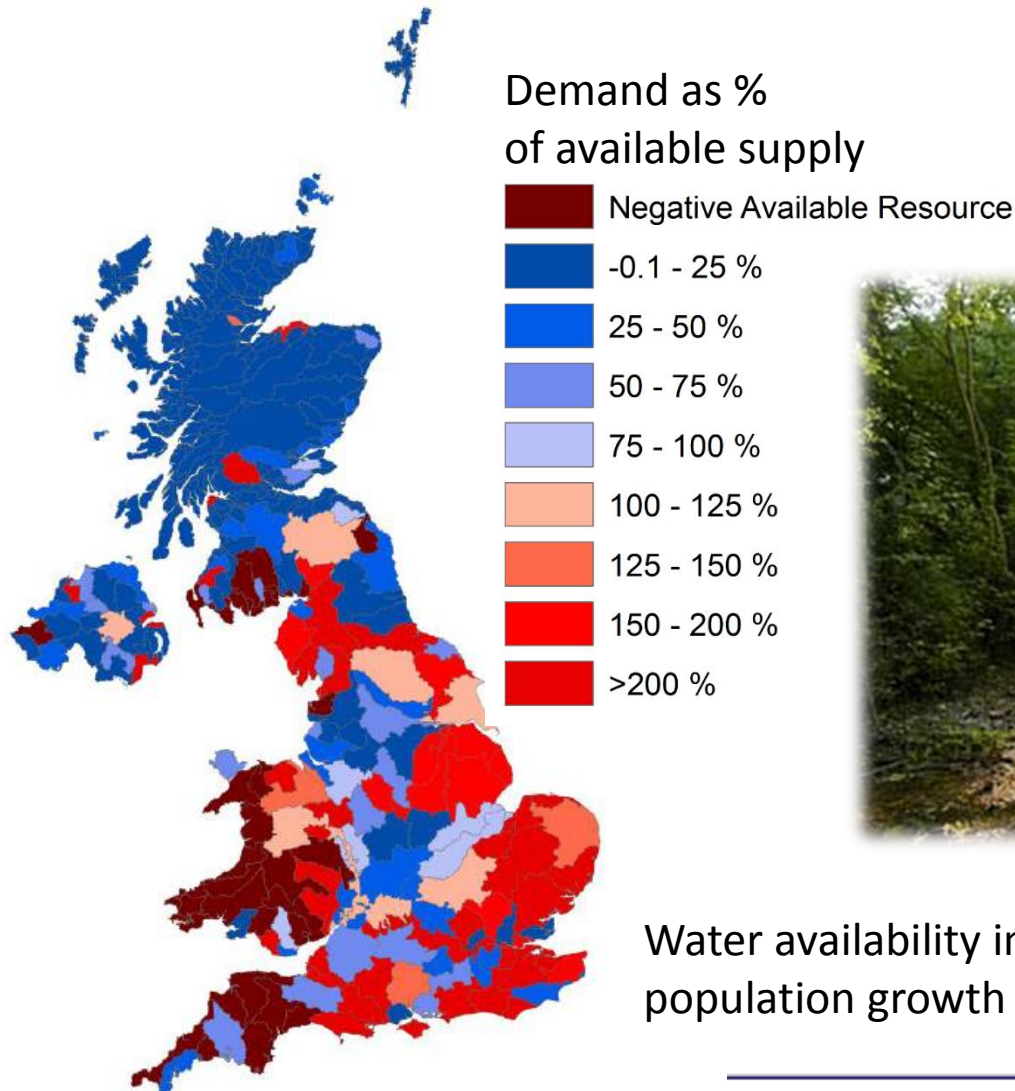 Demand as %
of available supply
Negative Available Resource
-0.1 - 25 %
25 - 50 %
50 - 75 %
75 - 100 %
100 - 125 %
125 - 150 %
150 - 200 %
>200 %
Water availability in
population growth